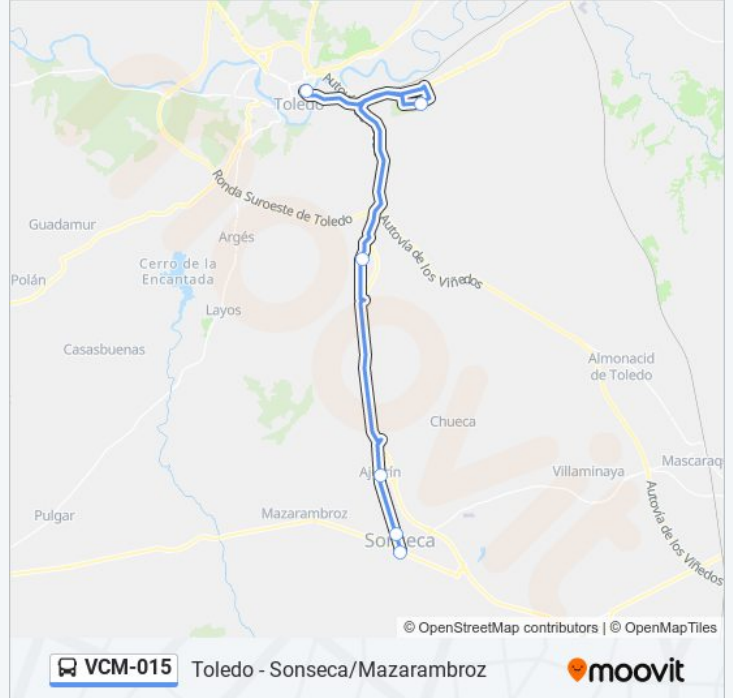 Toledo
Autoví
Ronda Suroeste de Toledo
Guadamur
Argés
Autovía de los Viñedos
Polán
Cerro de la
Encantada
Layos
Casasbuenas
Almonacid
de Toledo
Chueca
Mascaraq
Villaminaya
Pulgar
Mazarambroz
Sonseca
Autovía de los Viñedos
moovit
© OpenStreetMap contributors | © OpenMapTiles
VCM-015
Toledo - Sonseca/Mazarambroz
moovit